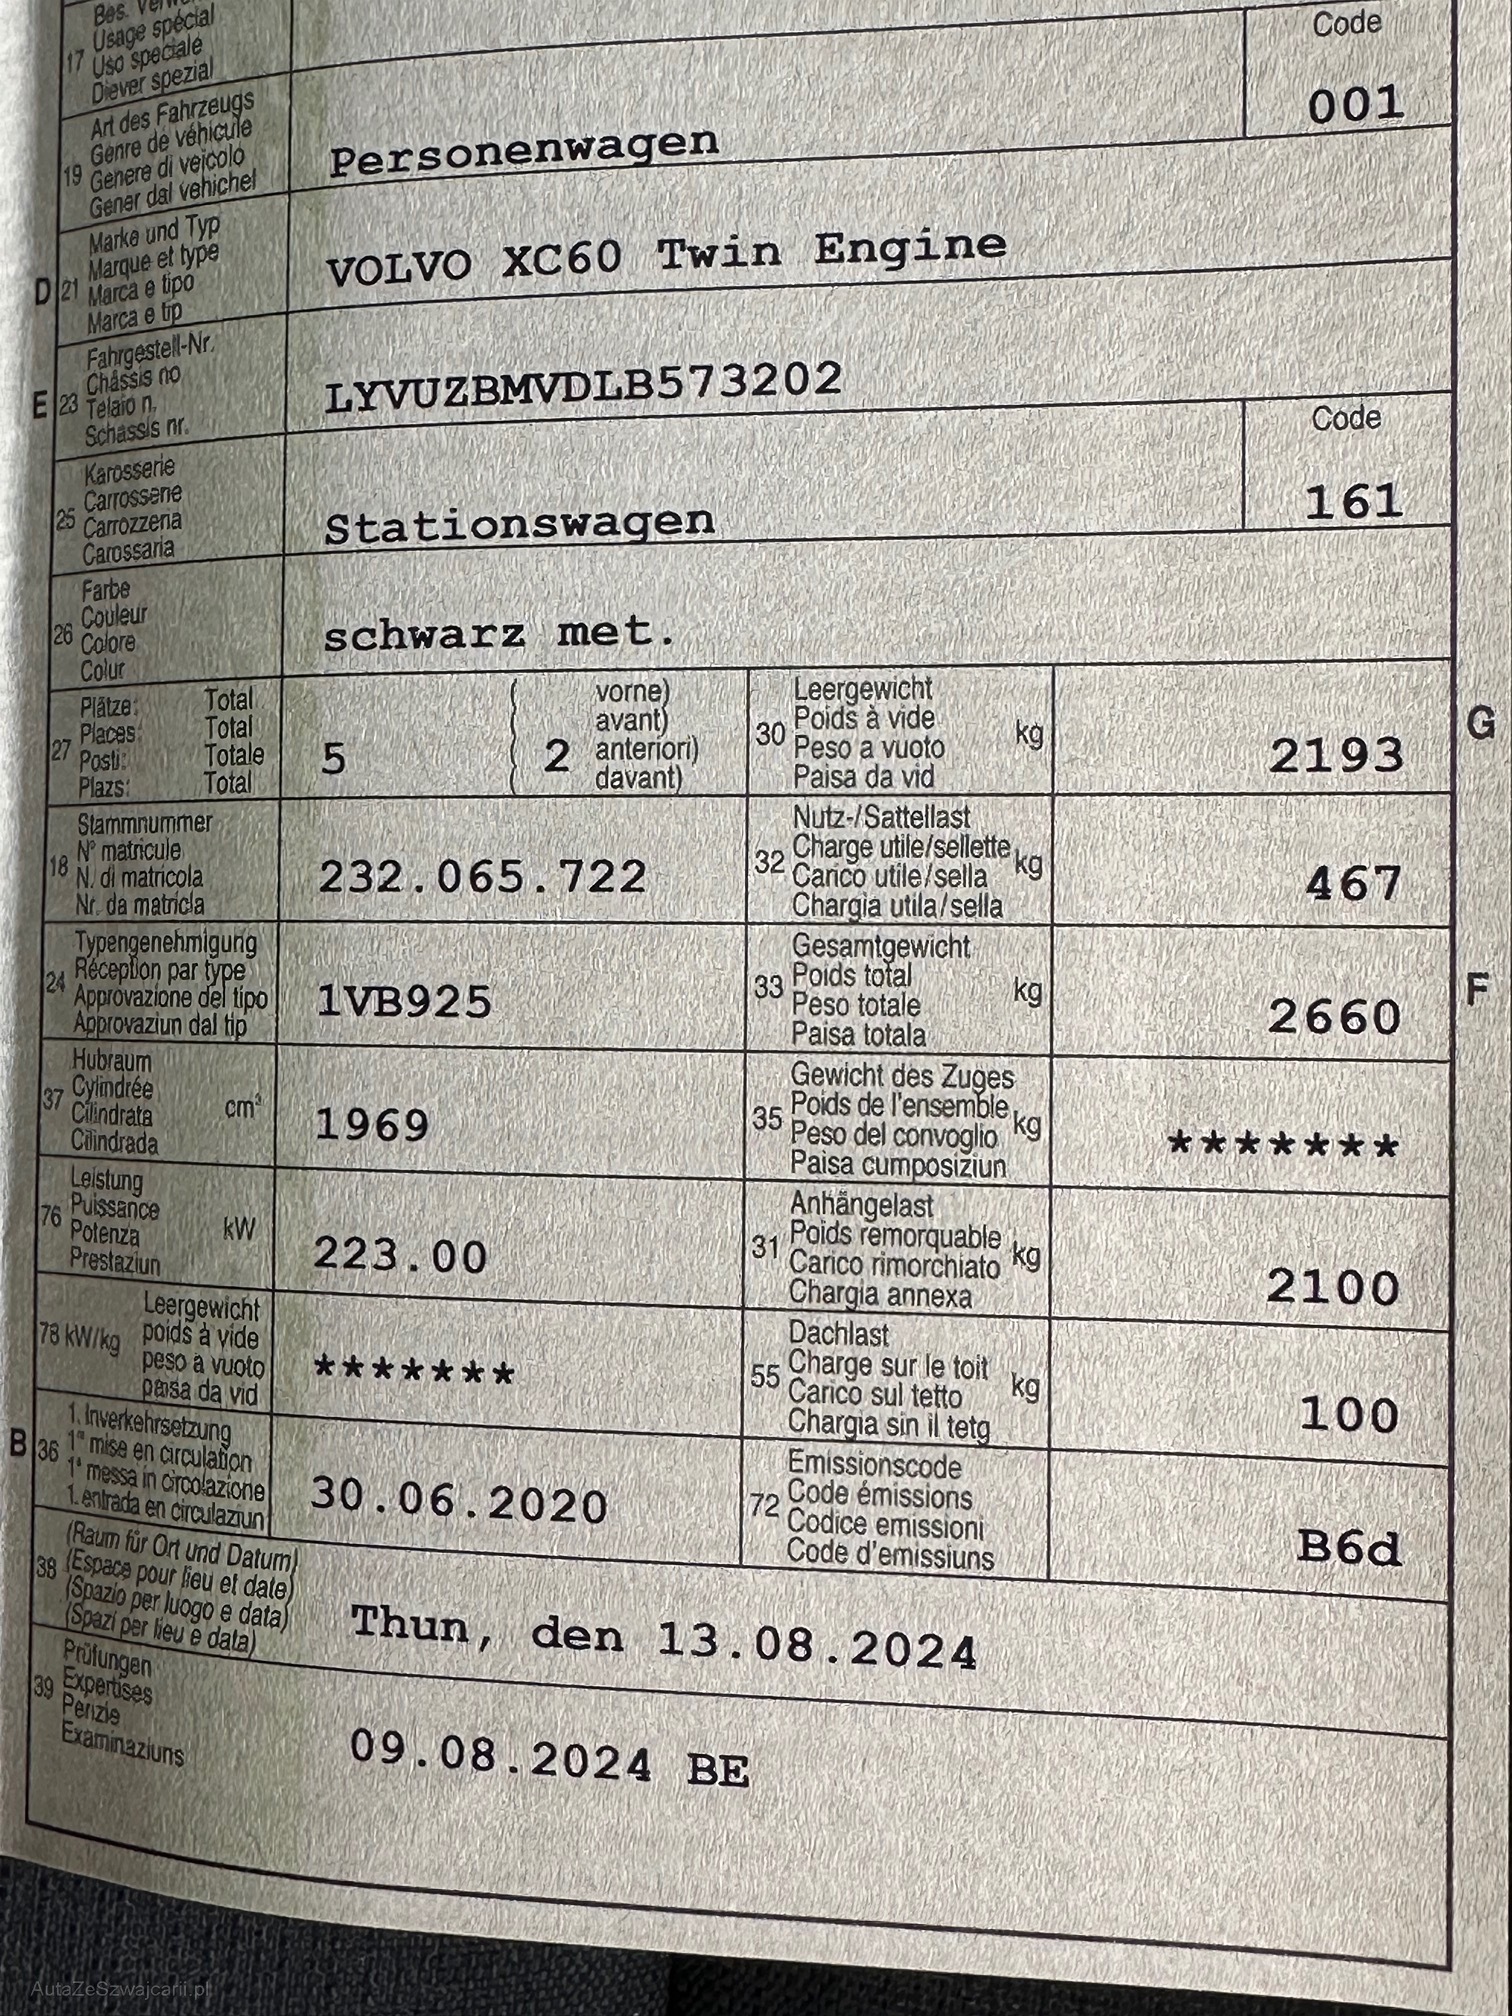 Bes. Verw
17 Usage spécial
Uso speciale
Diever spezial
Code
19 Art des Fahrzeugs
Genre de véhicule
Genere di veicolo
Gener dal vehichel
Personenwagen
001
D 21 Marke und Typ
Marque et type
Marca e tipo
Marca e tip
VOLVO XC60 Twin Engine
E 23 Fahrgestell-Nr.
Châssis no
Telaio n.
Schassis nr.
LYVUZBMVDLB573202
Code
25 Karosserie
Carrosserie
Carrozzeria
Carossaria
Stationswagen
161
26 Farbe
Couleur
Colore
Colur
schwarz met.
27 Plätze: Total
Places: Total
Posti: Totale
Plazs: Total
5
( vorne)
( avant)
( 2 anteriori)
( davant)
30 Leergewicht
Poids à vide
Peso a vuoto
Paisa da vid
kg
2193
G
18 Stammnummer
N° matricule
N. di matricola
Nr. da matricla
232.065.722
32 Nutz-/Sattellast
Charge utile/sellette
Carico utile/sella
Chargia utila/sella
kg
467
24 Typengenehmigung
Réception par type
Approvazione del tipo
Approvaziun dal tip
1VB925
33 Gesamtgewicht
Poids total
Peso totale
Paisa totala
kg
2660
F
37 Hubraum
Cylindrée
Cilindrata
Cilindrada
cm³
1969
35 Gewicht des Zuges
Poids de l'ensemble
Peso del convoglio
Paisa cumposiziun
kg
*******
76 Leistung
Puissance
Potenza
Prestaziun
kW
223.00
31 Anhängelast
Poids remorquable
Carico rimorchiato
Chargia annexa
kg
2100
78 kW/kg
Leergewicht
poids à vide
peso a vuoto
paisa da vid
*******
55 Dachlast
Charge sur le toit
Carico sul tetto
Chargia sin il tetg
kg
100
B 36 1. Inverkehrsetzung
1re mise en circulation
1a messa in circolazione
1. entrada en circulaziun
30.06.2020
72 Emissionscode
Code émissions
Codice emissioni
Code d'emissiuns
B6d
38 (Raum für Ort und Datum)
(Espace pour lieu et date)
(Spazio per luogo e data)
(Spazi per lieu e data)
Thun, den 13.08.2024
39 Prüfungen
Expertises
Perizie
Examinaziuns
09.08.2024 BE
AutaZeSzwajcarii.pl